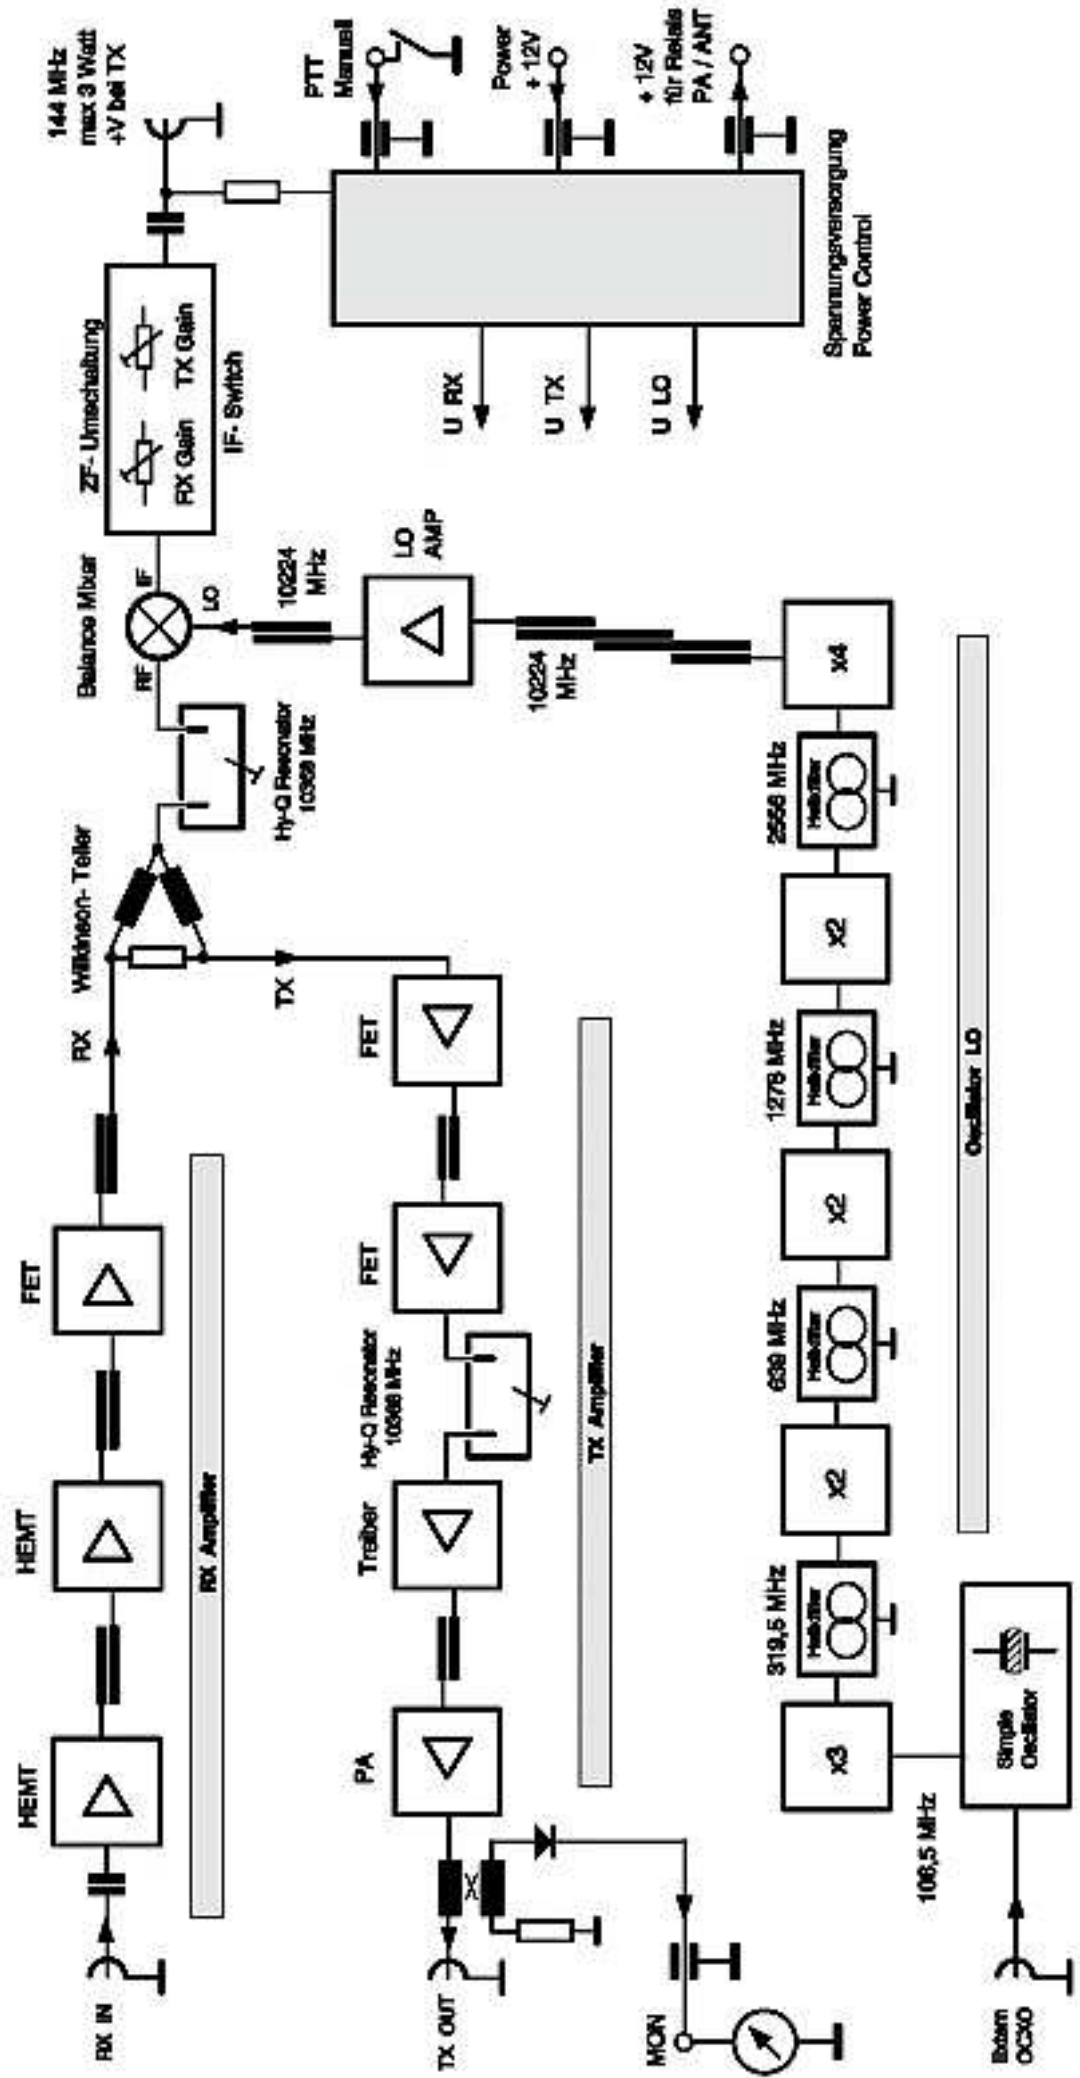 RX IN
HEMT
HEMT
FET
RX
Wilkinson- Teiler
RX Amplifier
Hy-Q Resonator
10368 MHz
Balance Mixer
RF
IF
LO
ZF- Umschaltung
RX Gain
TX Gain
IF- Switch
144 MHz
max 3 Watt
+V bei TX
TX OUT
PA
Treiber
Hy-Q Resonator
10368 MHz
FET
FET
TX
TX Amplifier
10224
MHz
LO
AMP
10224
MHz
U RX
U TX
U LO
PTT
Manuell
Power
+ 12V
+ 12V
für Relais
PA / ANT
Spannungsversorgung
Power Control
MON
x3
319,5 MHz
Helixfilter
x2
639 MHz
Helixfilter
x2
1278 MHz
Helixfilter
x2
2556 MHz
Helixfilter
x4
106,5 MHz
Simple
Oscillator
Extern
OCXO
Oscillator LO